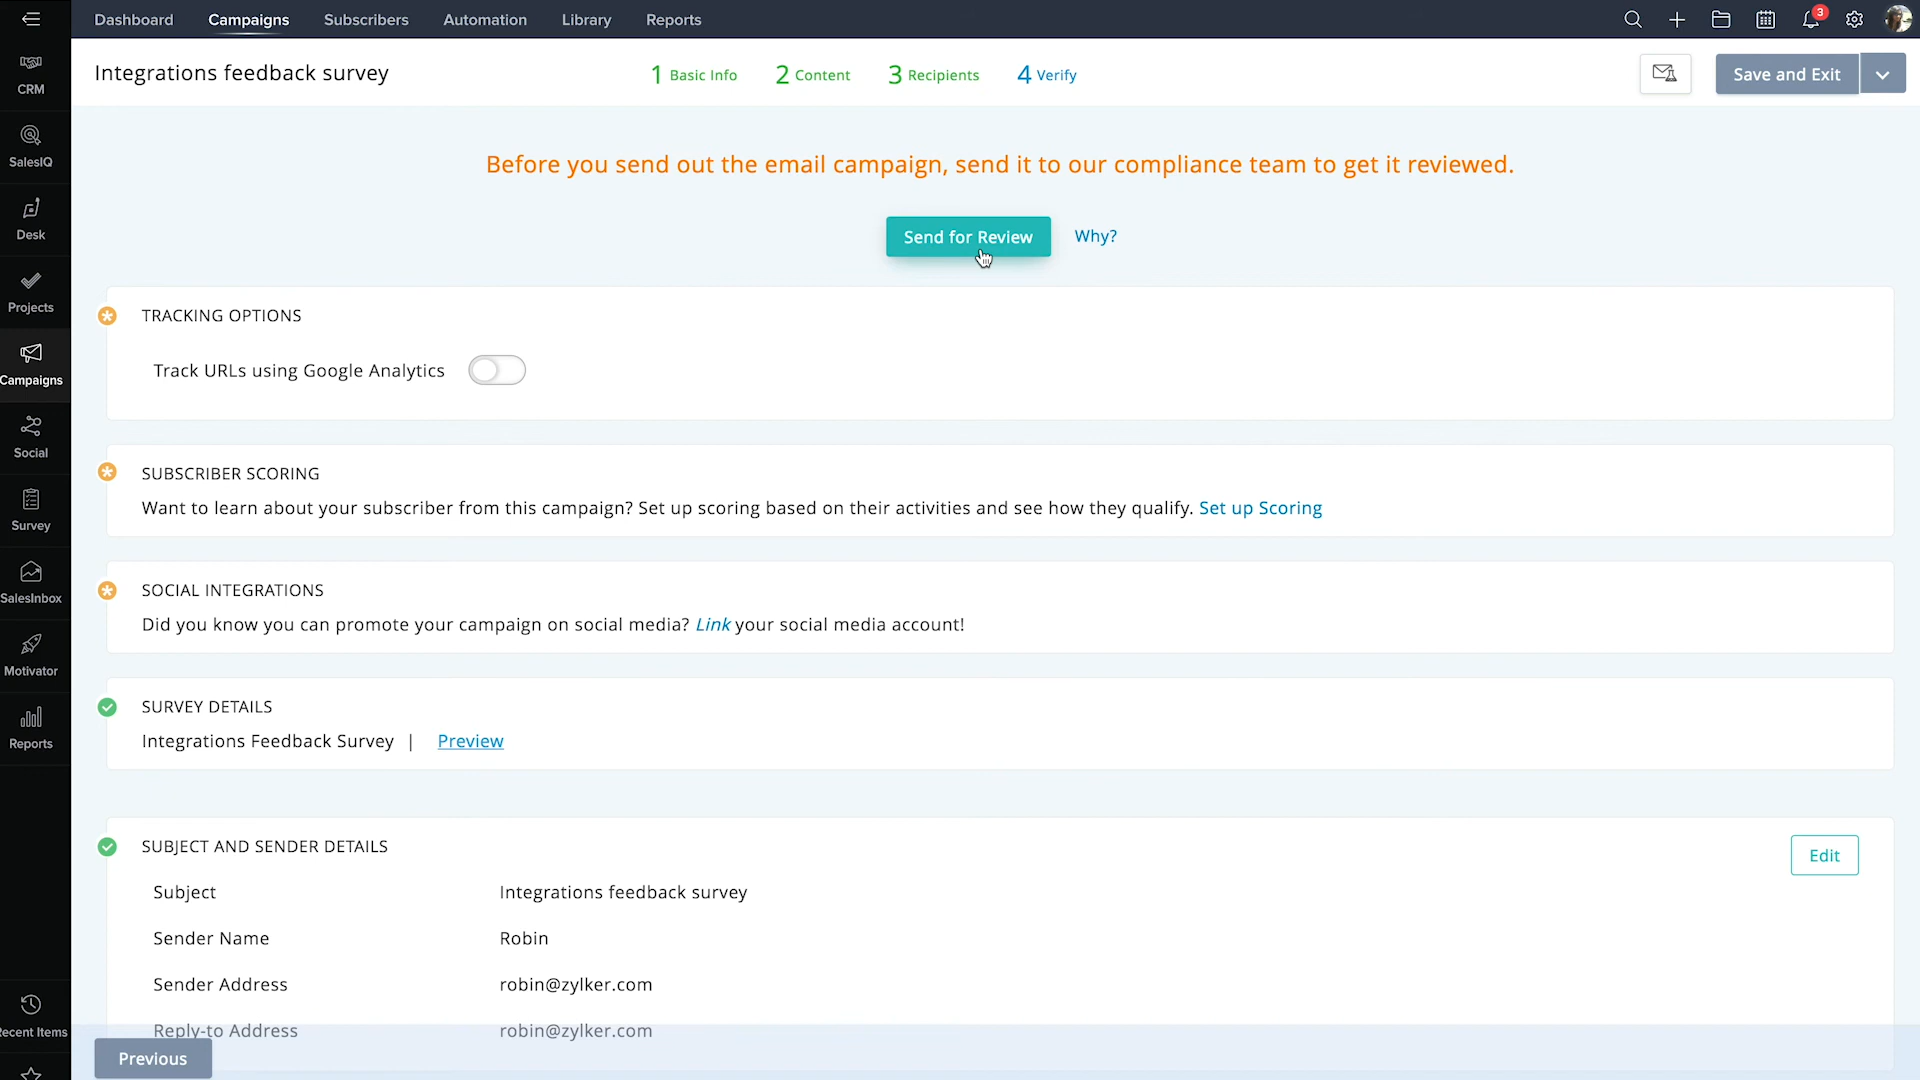 Dashboard Campaigns Subscribers Automation Library Reports
3
CRM
SalesIQ
Desk
Projects
Campaigns
Social
Survey
SalesInbox
Motivator
Reports
ecent Items
Integrations feedback survey
1 Basic Info 2 Content 3 Recipients 4 Verify
Save and Exit
Before you send out the email campaign, send it to our compliance team to get it reviewed.
Send for Review Why?
TRACKING OPTIONS
Track URLs using Google Analytics
SUBSCRIBER SCORING
Want to learn about your subscriber from this campaign? Set up scoring based on their activities and see how they qualify. Set up Scoring
SOCIAL INTEGRATIONS
Did you know you can promote your campaign on social media? Link your social media account!
SURVEY DETAILS
Integrations Feedback Survey | Preview
SUBJECT AND SENDER DETAILS
Edit
Subject Integrations feedback survey
Sender Name Robin
Sender Address robin@zylker.com
Reply-to Address robin@zylker.com
Previous